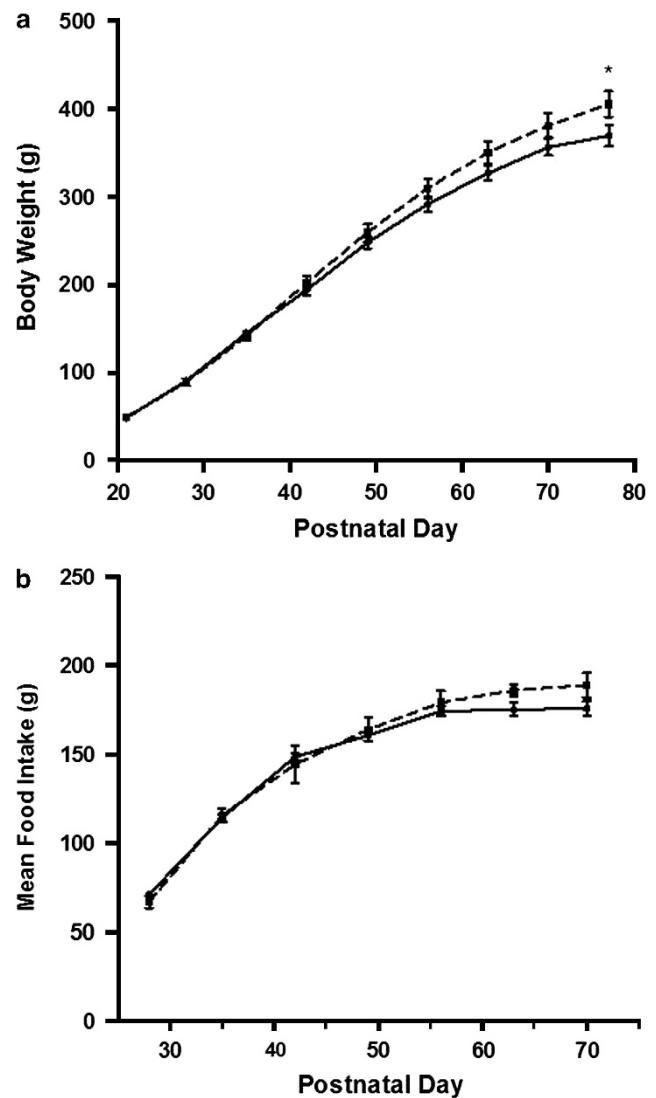 a
500
400
300
200
100
0
Body Weight (g)
*
20 30 40 50 60 70 80
Postnatal Day
b
250
200
150
100
50
0
Mean Food Intake (g)
30 40 50 60 70
Postnatal Day